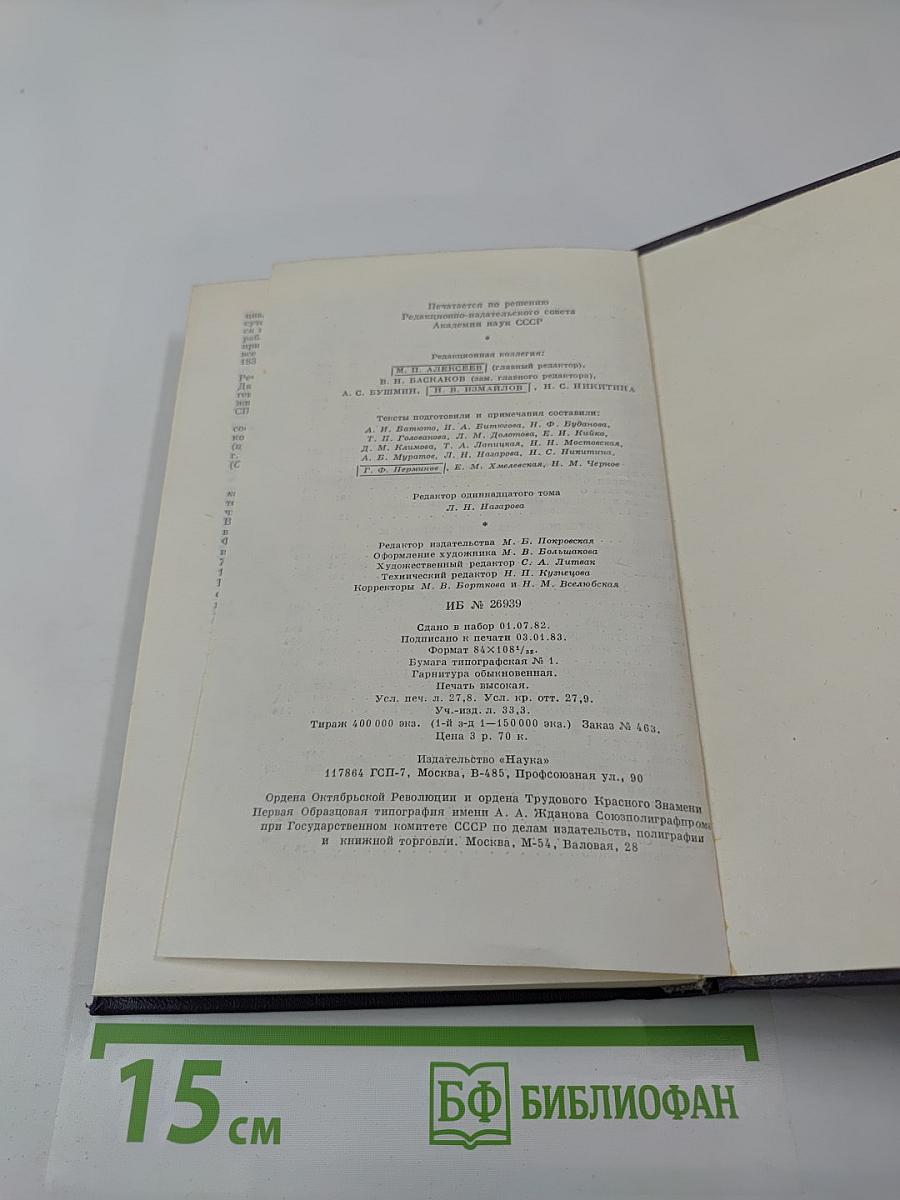 Печатается по решению
Редакционно-издательского совета
Академии наук СССР
*
Редакционная коллегия:
М. П. АЛЕКСЕЕВ (главный редактор),
В. Н. БАСКАКОВ (зам. главного редактора),
А. С. БУШМИН, Н. В. ИЗМАЙЛОВ, Н. С. НИКИТИНА
Тексты подготовили и примечания составили:
А. И. Батюто, И. А. Битюгова, Н. Ф. Буданова,
Т. П. Голованова, Л. М. Долотова, Е. И. Кийко,
Д. М. Климова, Т. А. Лапицкая, Н. Н. Мостовская,
А. Б. Муратов, Л. Н. Назарова, Н. С. Никитина,
Г. Ф. Перминов, Е. М. Хмелевская, Н. М. Чернов
Редактор одиннадцатого тома
Л. Н. Назарова
*
Редактор издательства М. Б. Покровская
Оформление художника М. В. Большакова
Художественный редактор С. А. Литвак
Технический редактор Н. П. Кузнецова
Корректоры М. В. Борткова и Н. М. Вселюбская
ИБ № 26939
Сдано в набор 01.07.82.
Подписано к печати 03.01.83.
Формат 84×108¹/₃₂.
Бумага типографская № 1.
Гарнитура обыкновенная.
Печать высокая.
Усл. печ. л. 27,8. Усл. кр. отт. 27,9.
Уч.-изд. л. 33,3.
Тираж 400 000 экз. (1-й з-д 1—150 000 экз.) Заказ № 463.
Цена 3 р. 70 к.
Издательство «Наука»
117864 ГСП-7, Москва, В-485, Профсоюзная ул., 90
Ордена Октябрьской Революции и ордена Трудового Красного Знамени
Первая Образцовая типография имени А. А. Жданова Союзполиграфпрома
при Государственном комитете СССР по делам издательств, полиграфии
и книжной торговли. Москва, М-54, Валовая, 28
15 см
БФ БИБЛИОФАН